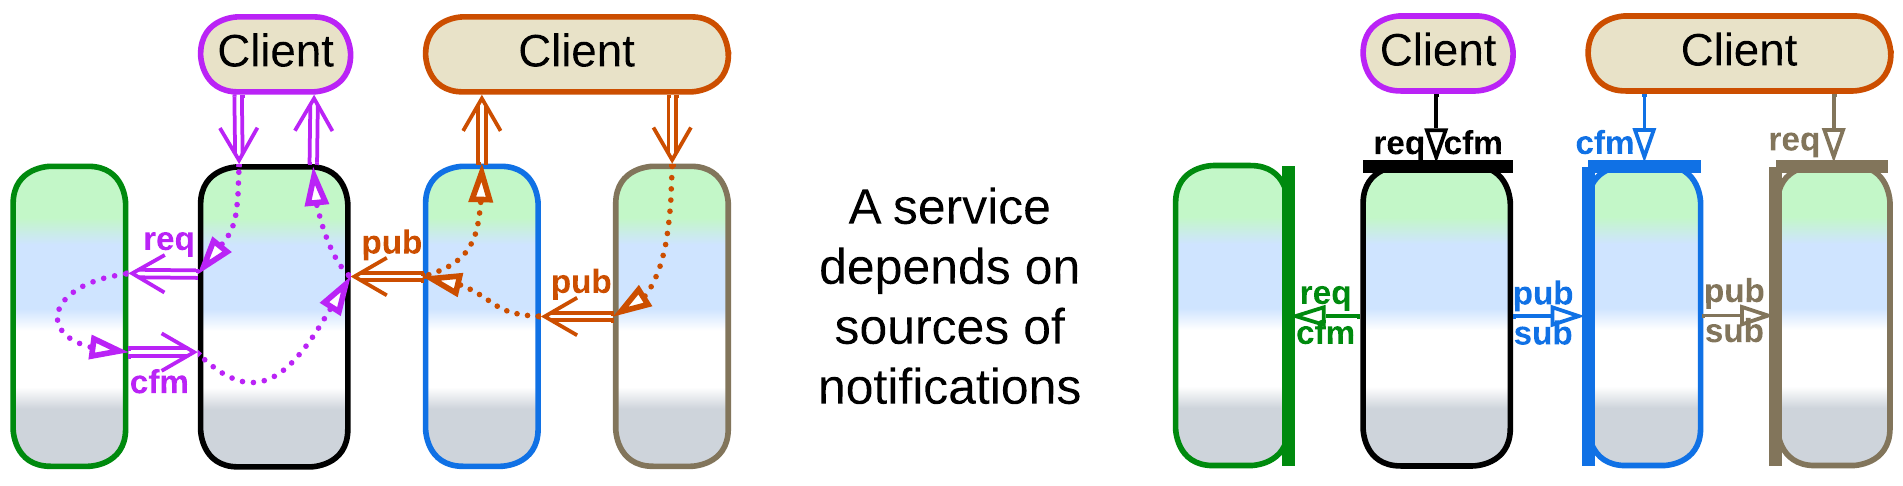 Client
Client
req
cfm
pub
pub
A service
depends on
sources of
notifications
Client
Client
req cfm
cfm
req
req
cfm
pub
sub
pub
sub